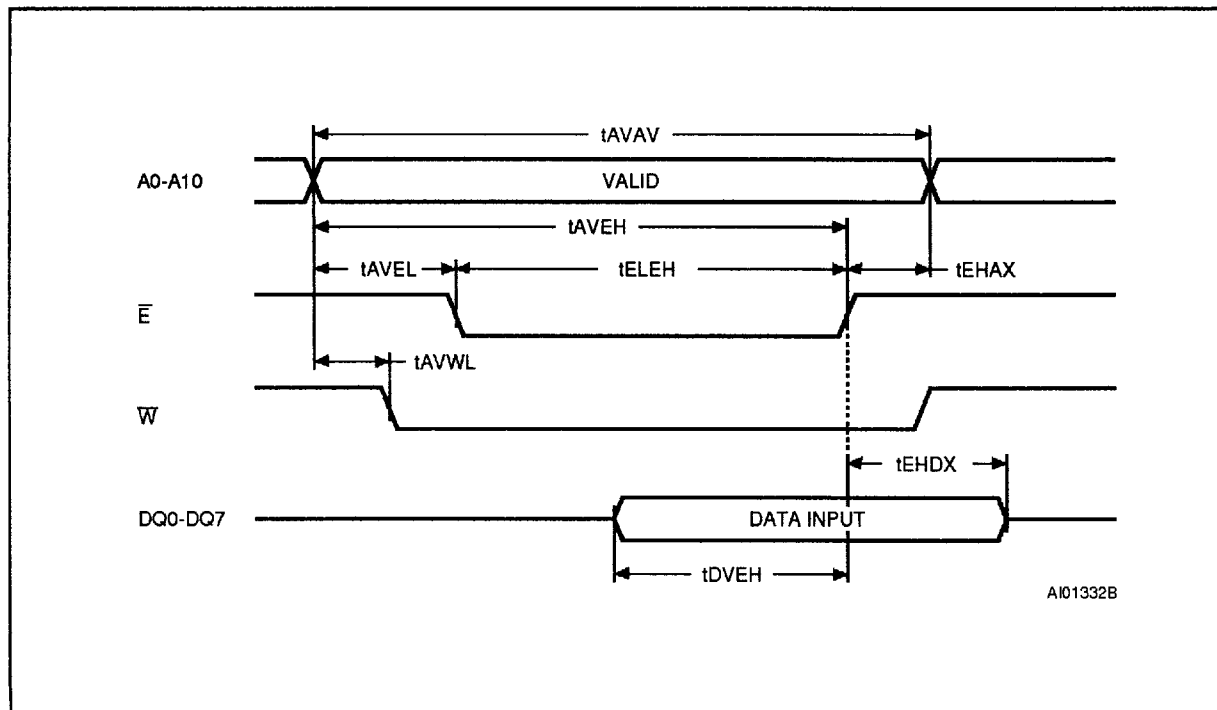 tAVAV
A0-A10 VALID
tAVEH
tAVEL tELEH tEHAX
E̅
tAVWL
W̅
tEHDX
DQ0-DQ7 DATA INPUT
tDVEH
AI01332B